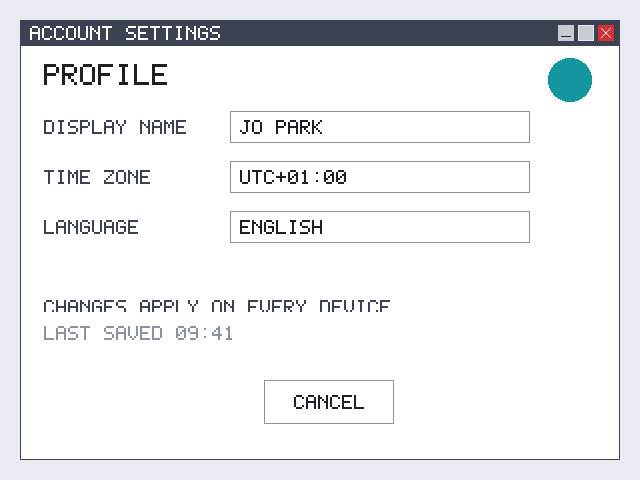 ACCOUNT SETTINGS
PROFILE
DISPLAY NAME JO PARK
TIME ZONE UTC+01:00
LANGUAGE ENGLISH
CHANGES APPLY ON EVERY DEVICE
LAST SAVED 09:41
CANCEL